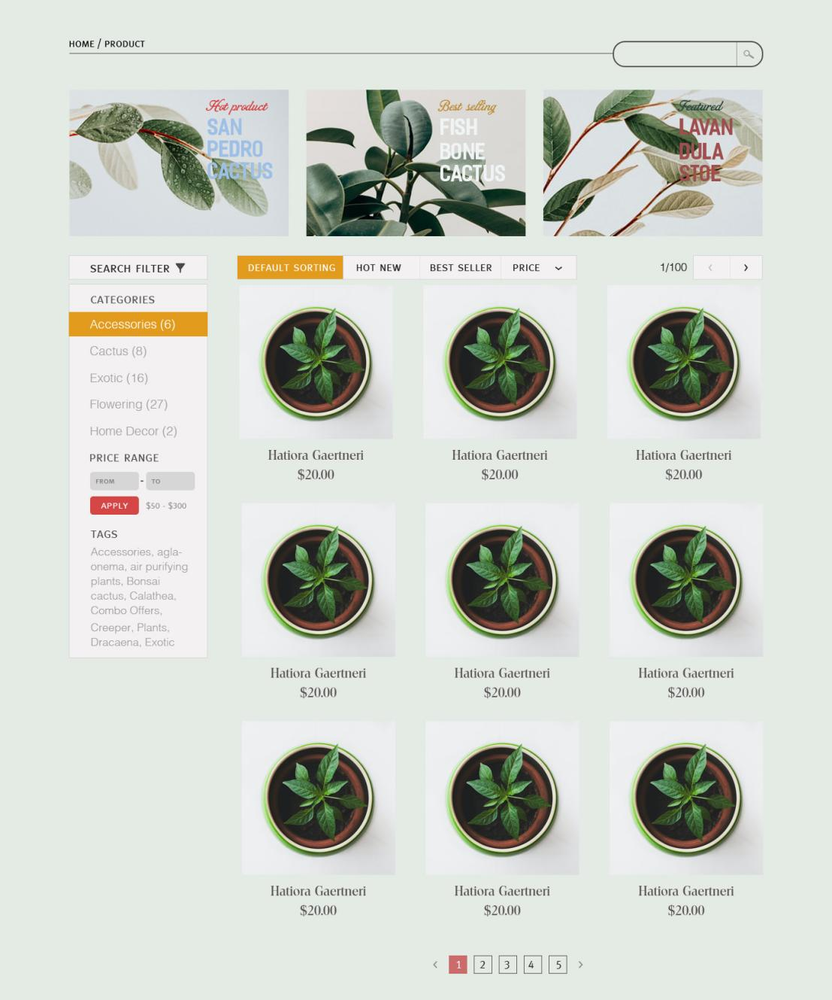 HOME / PRODUCT
Hot product
SAN
PEDRO
CACTUS
Best selling
FISH
BONE
CACTUS
Featured
LAVAN
DULA
STOE
SEARCH FILTER
DEFAULT SORTING
HOT NEW
BEST SELLER
PRICE
1/100
CATEGORIES
Accessories (6)
Cactus (8)
Exotic (16)
Flowering (27)
Home Decor (2)
PRICE RANGE
FROM - TO
APPLY $50 - $300
TAGS
Accessories, agla-
onema, air purifying
plants, Bonsai
cactus, Calathea,
Combo Offers,
Creeper, Plants,
Dracaena, Exotic
Hatiora Gaertneri
$20.00
Hatiora Gaertneri
$20.00
Hatiora Gaertneri
$20.00
Hatiora Gaertneri
$20.00
Hatiora Gaertneri
$20.00
Hatiora Gaertneri
$20.00
Hatiora Gaertneri
$20.00
Hatiora Gaertneri
$20.00
Hatiora Gaertneri
$20.00
1 2 3 4 5